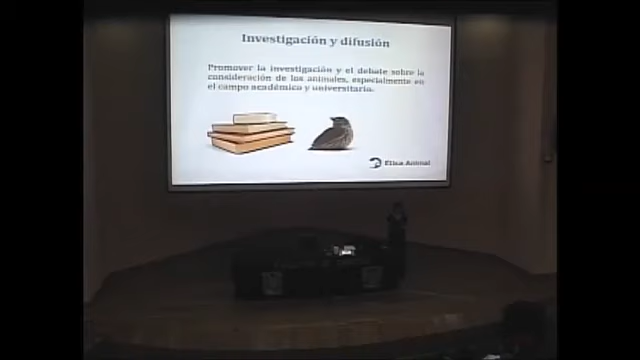 Investigación y difusión
Promover la investigación y el debate sobre la
consideración de los animales, especialmente en
el campo académico y universitario.
Ética Animal